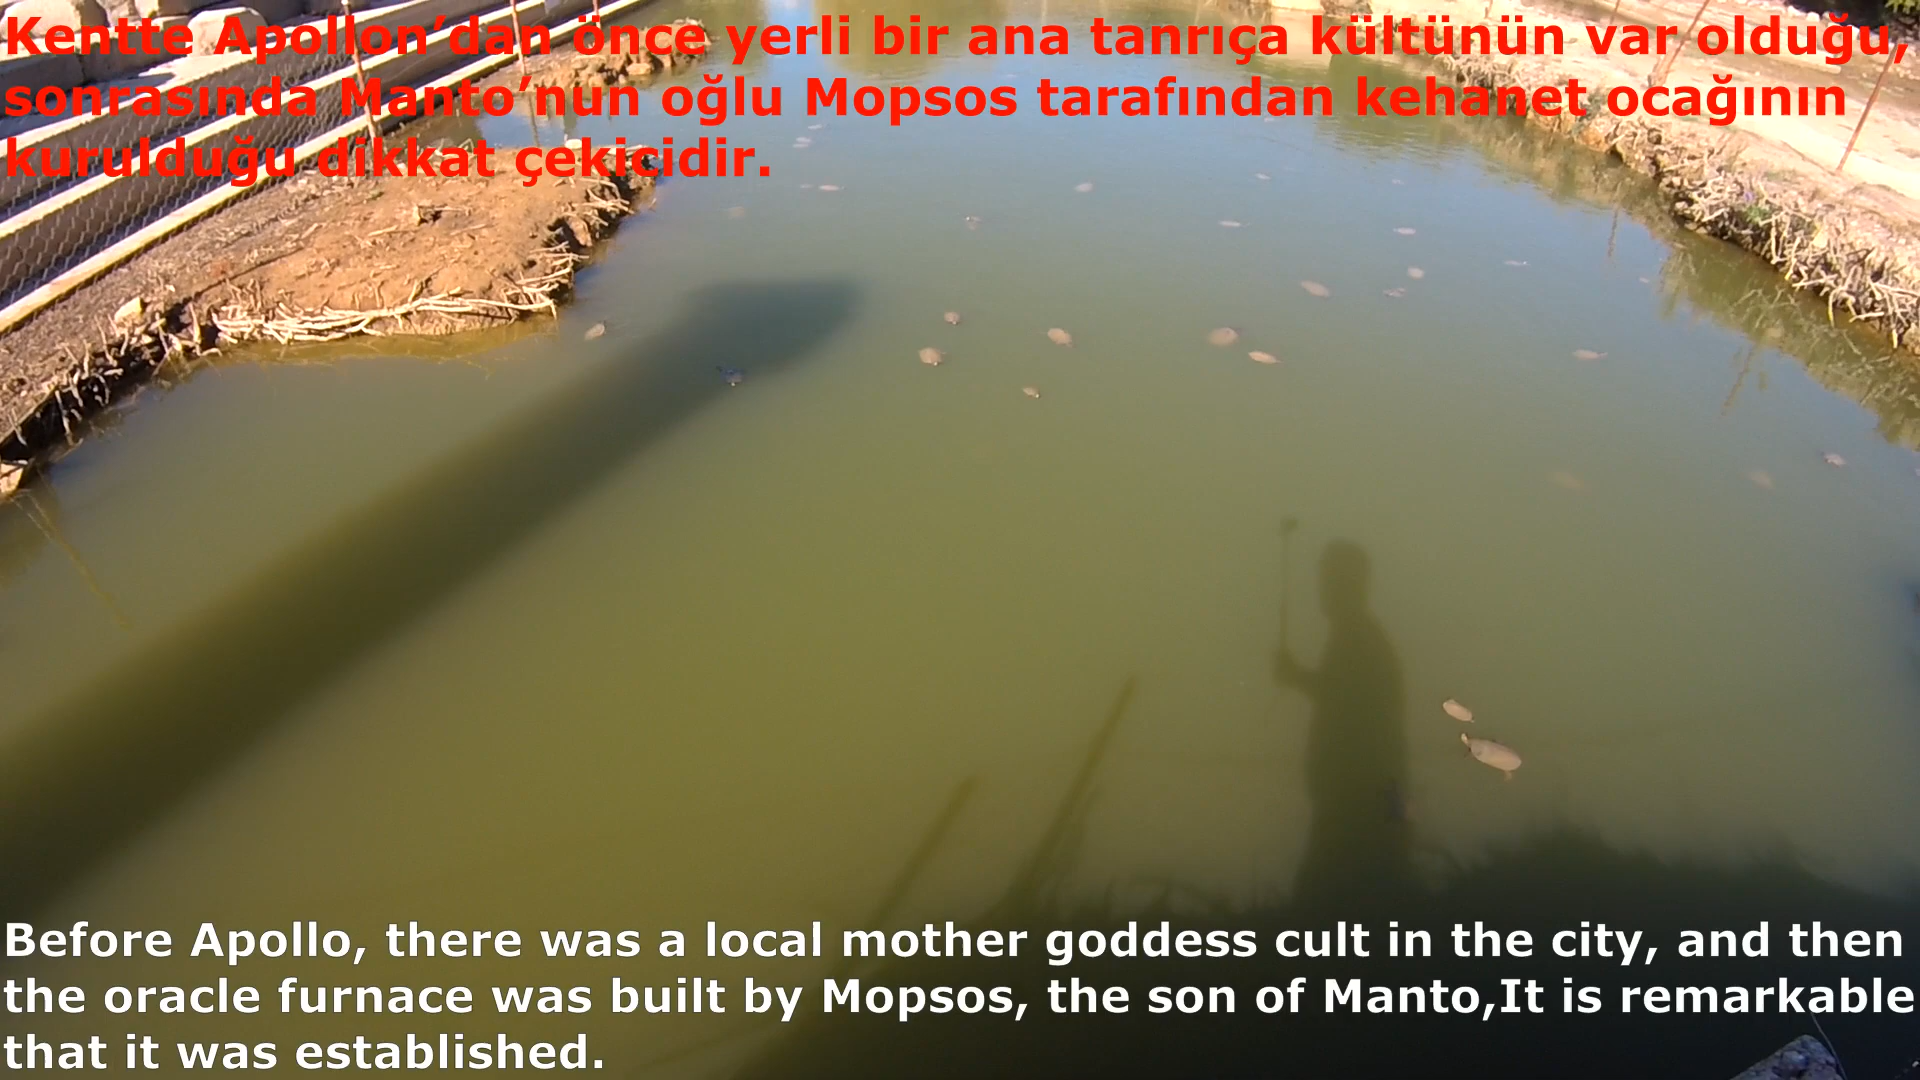 Kentte Apollon’dan önce yerli bir ana tanrıça kültünün var olduğu,
sonrasında Manto’nun oğlu Mopsos tarafından kehanet ocağının
kurulduğu dikkat çekicidir.
Before Apollo, there was a local mother goddess cult in the city, and then
the oracle furnace was built by Mopsos, the son of Manto,It is remarkable
that it was established.